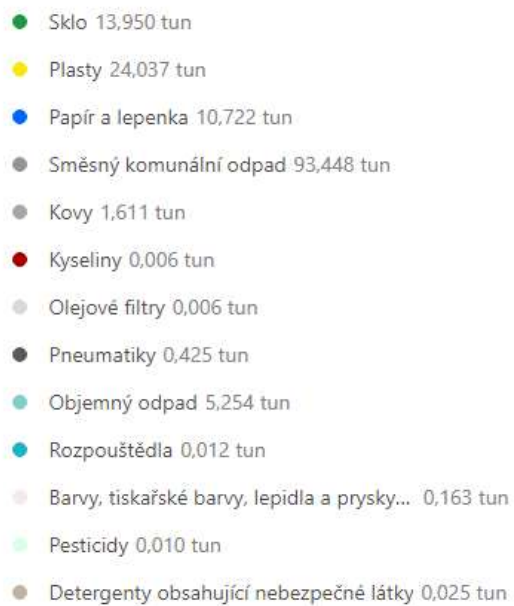 Sklo 13,950 tun
Plasty 24,037 tun
Papír a lepenka 10,722 tun
Směsný komunální odpad 93,448 tun
Kovy 1,611 tun
Kyseliny 0,006 tun
Olejové filtry 0,006 tun
Pneumatiky 0,425 tun
Objemný odpad 5,254 tun
Rozpouštědla 0,012 tun
Barvy, tiskařské barvy, lepidla a prysky... 0,163 tun
Pesticidy 0,010 tun
Detergenty obsahující nebezpečné látky 0,025 tun